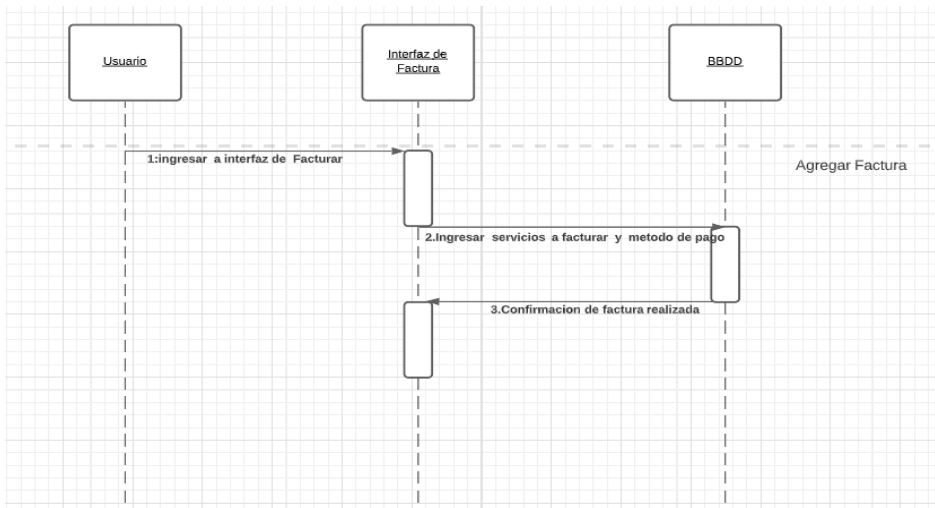 Usuario
Interfaz de
Factura
BBDD
1:ingresar a interfaz de Facturar
Agregar Factura
2.Ingresar servicios a facturar y metodo de pago
3.Confirmacion de factura realizada